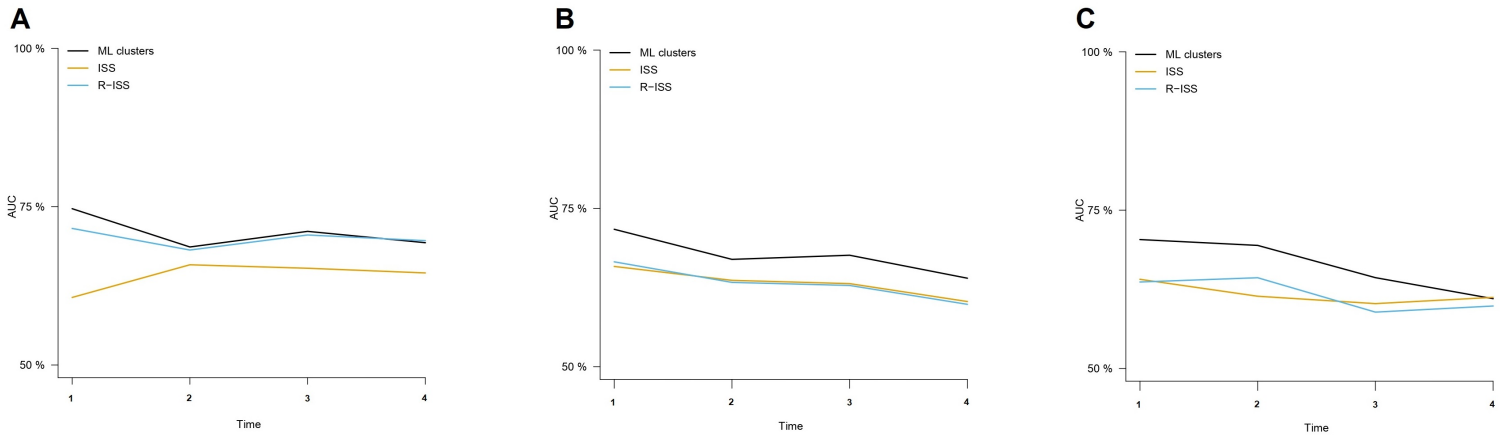 A
100 %
75 %
50 %
AUC
ML clusters
ISS
R−ISS
1 2 3 4
Time
B
100 %
75 %
50 %
AUC
ML clusters
ISS
R−ISS
1 2 3 4
Time
C
100 %
75 %
50 %
AUC
ML clusters
ISS
R−ISS
1 2 3 4
Time